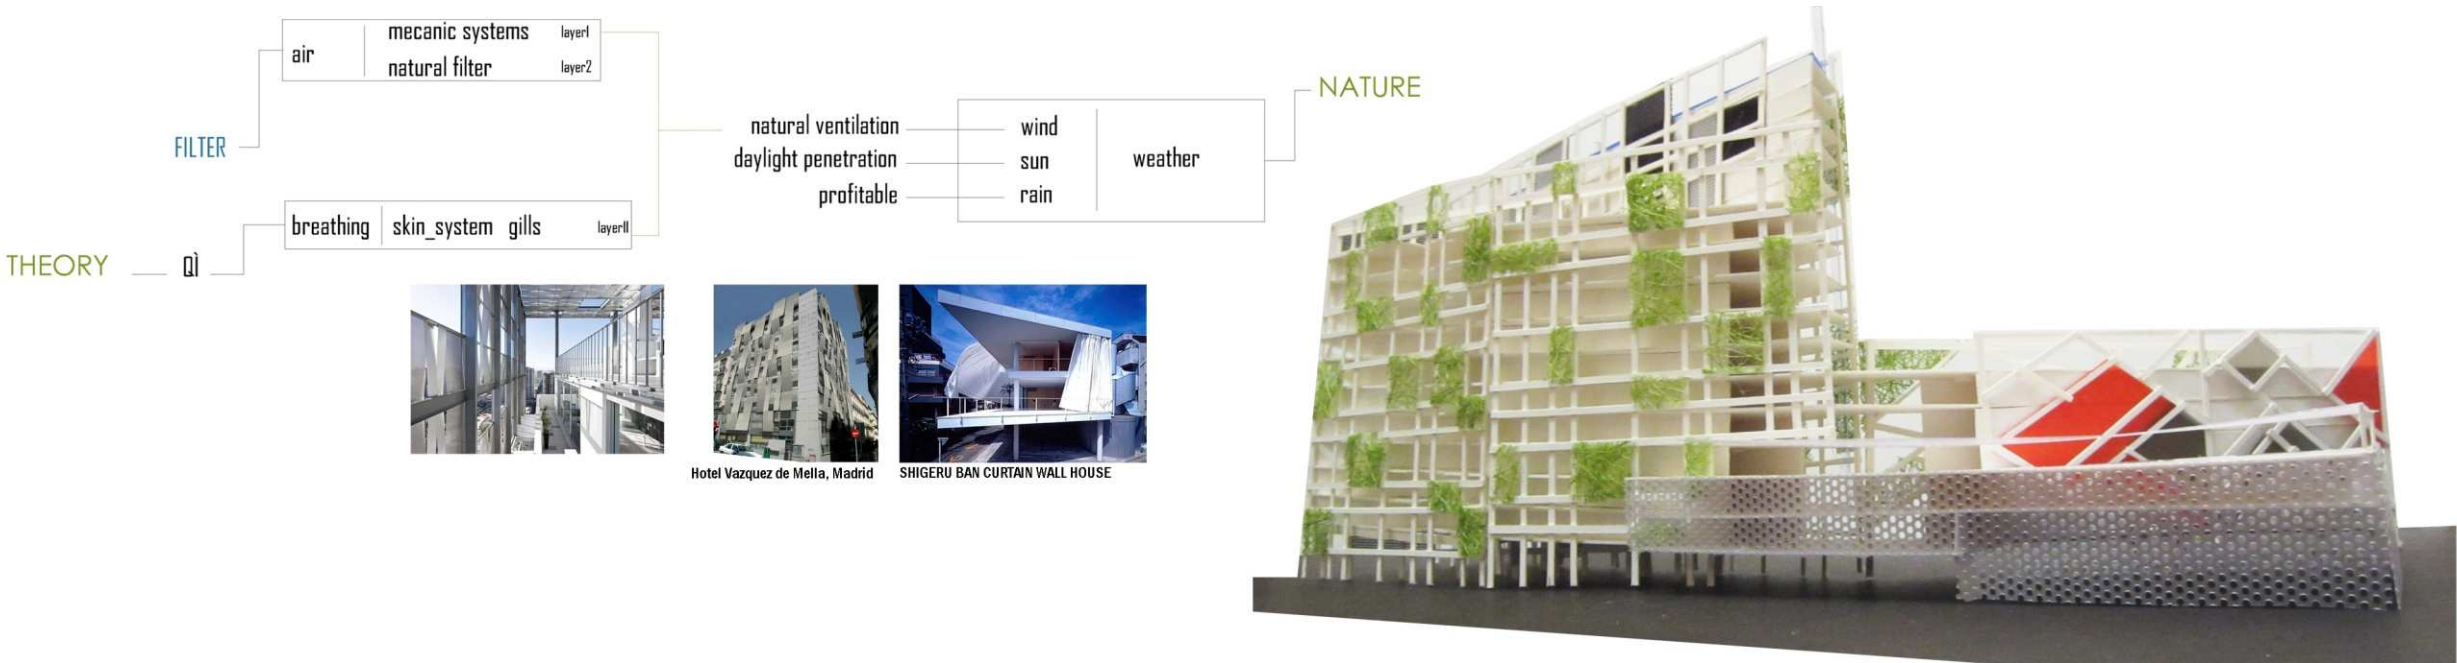 mecanic systems layer1
air
natural filter layer2
FILTER
breathing skin_system gills layerII
THEORY QÌ
natural ventilation wind
daylight penetration sun weather
profitable rain
NATURE
Hotel Vazquez de Mella, Madrid
SHIGERU BAN CURTAIN WALL HOUSE